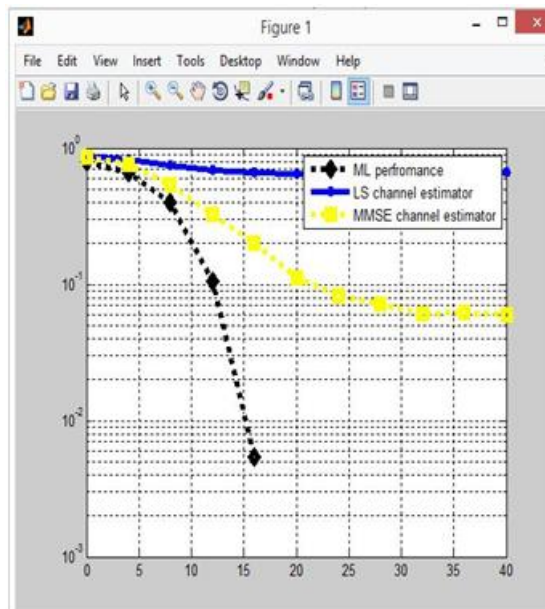 Figure 1
File Edit View Insert Tools Desktop Window Help
10^0
10^-1
10^-2
10^-3
ML perfromance
LS channel estimator
MMSE channel estimator
0 5 10 15 20 25 30 35 40